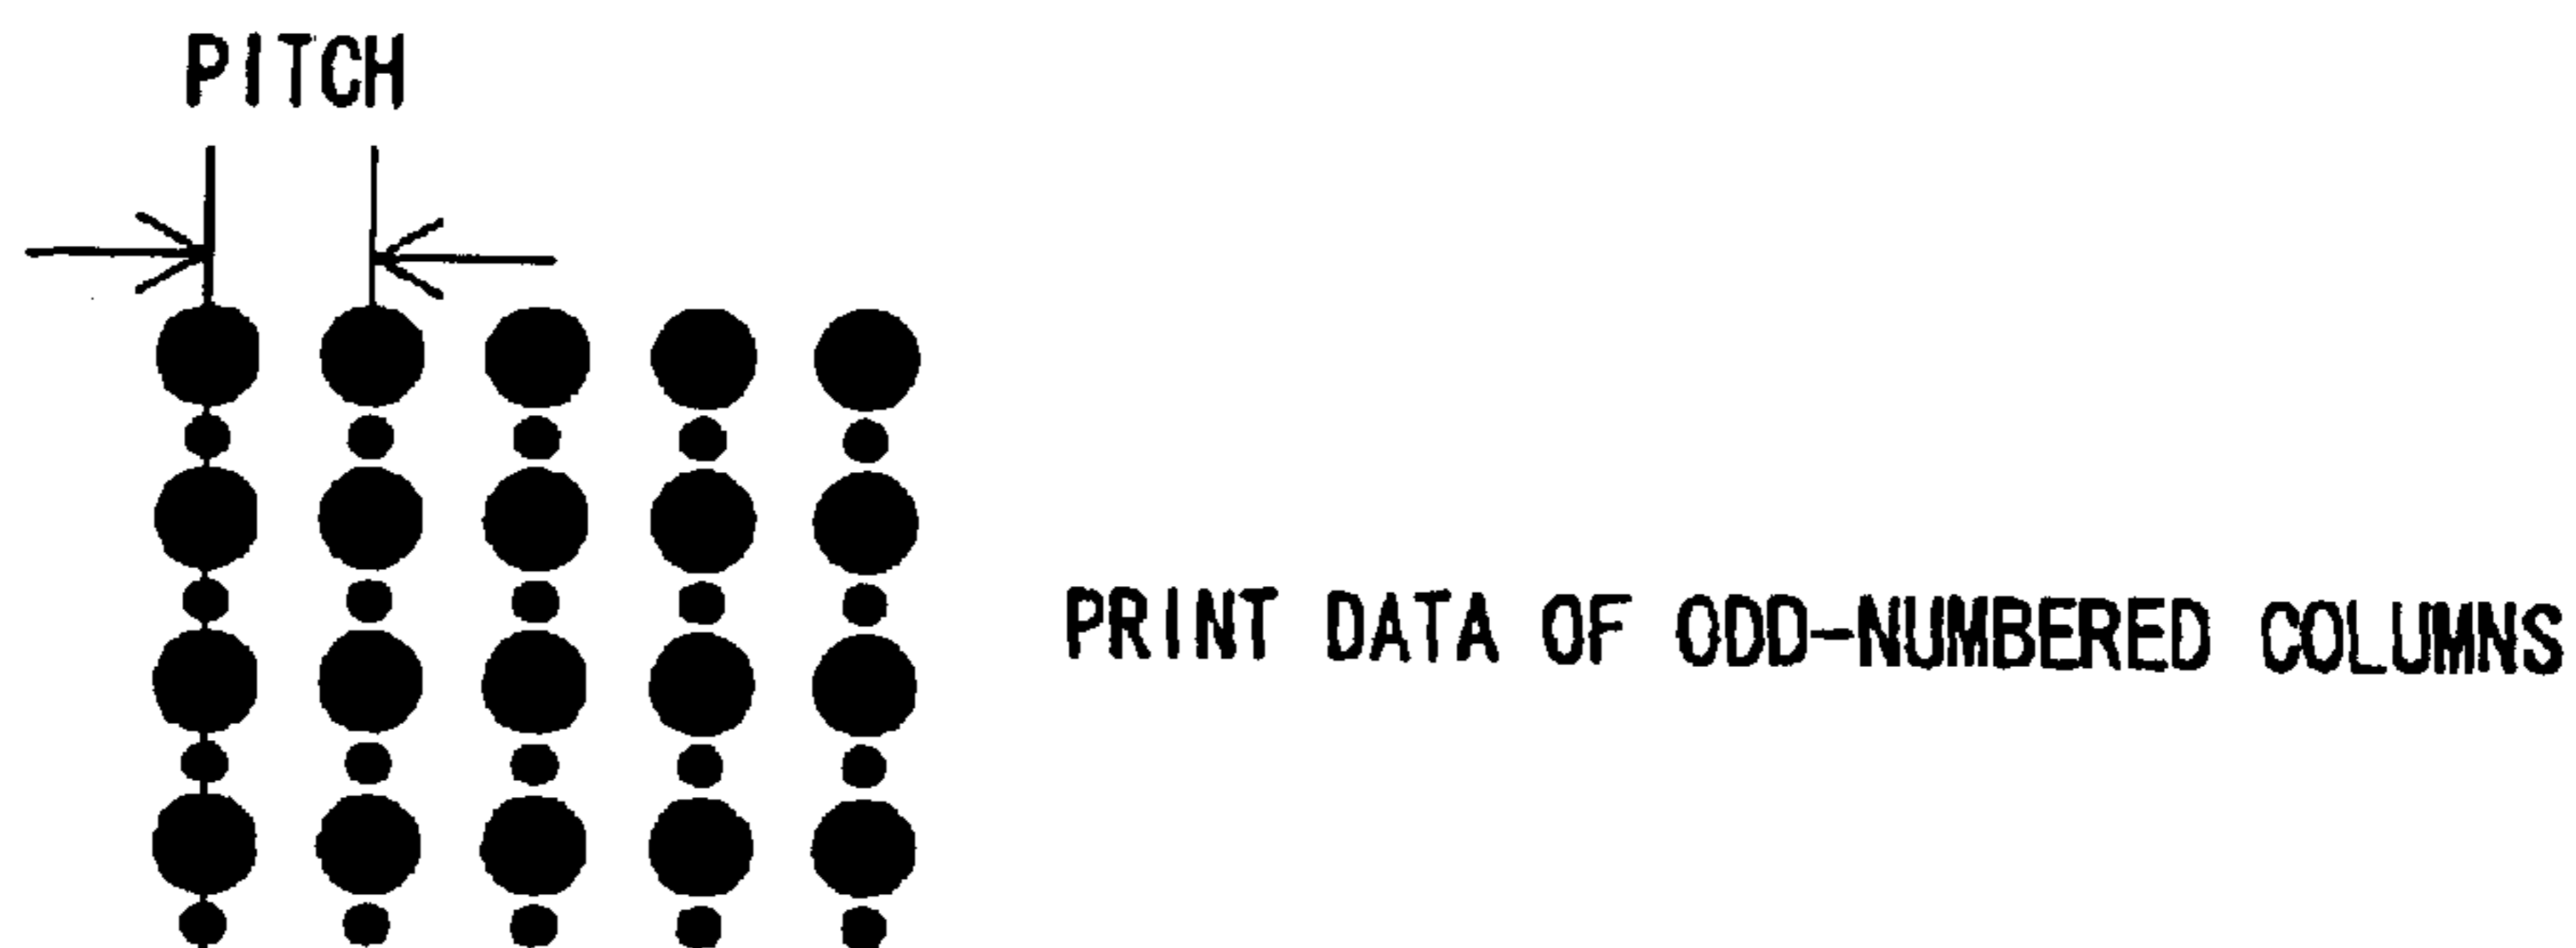 PITCH
PRINT DATA OF ODD-NUMBERED COLUMNS